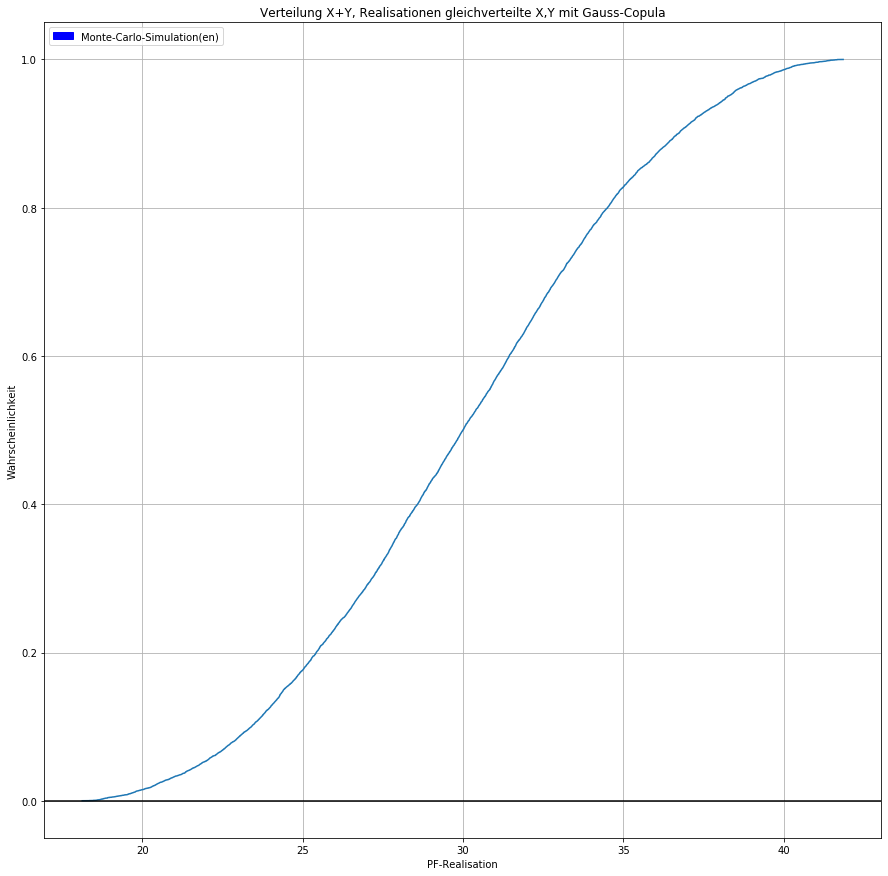 Verteilung X+Y, Realisationen gleichverteilte X,Y mit Gauss-Copula
Monte-Carlo-Simulation(en)
1.0
0.8
0.6
0.4
0.2
0.0
Wahrscheinlichkeit
20 25 30 35 40
PF-Realisation